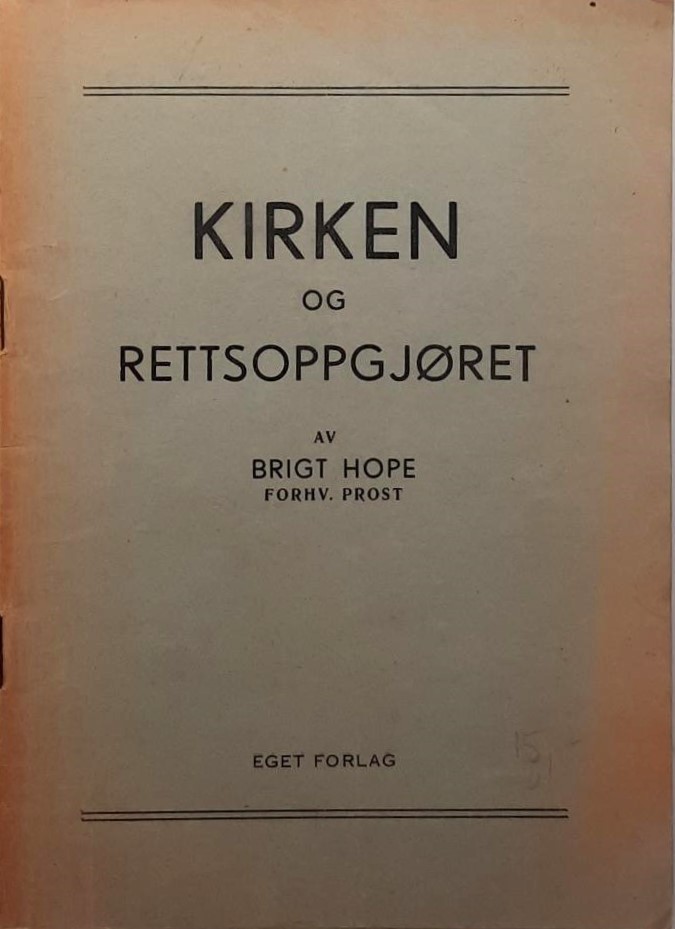 KIRKEN
OG
RETTSOPPGJØRET
AV
BRIGT HOPE
FORHV. PROST
EGET FORLAG